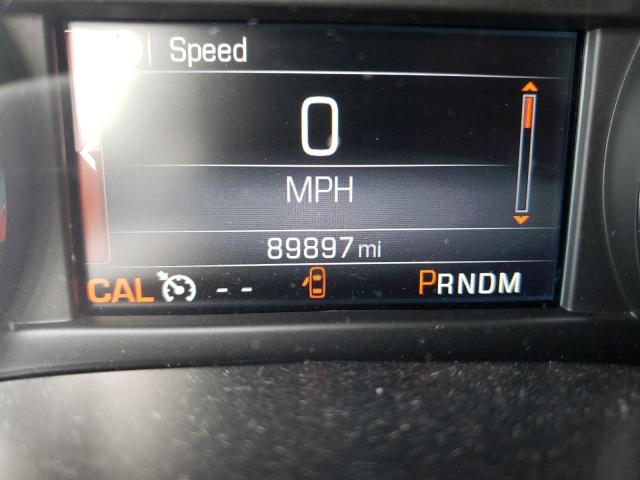 Speed
0
MPH
89897 mi
CAL -- PRNDM